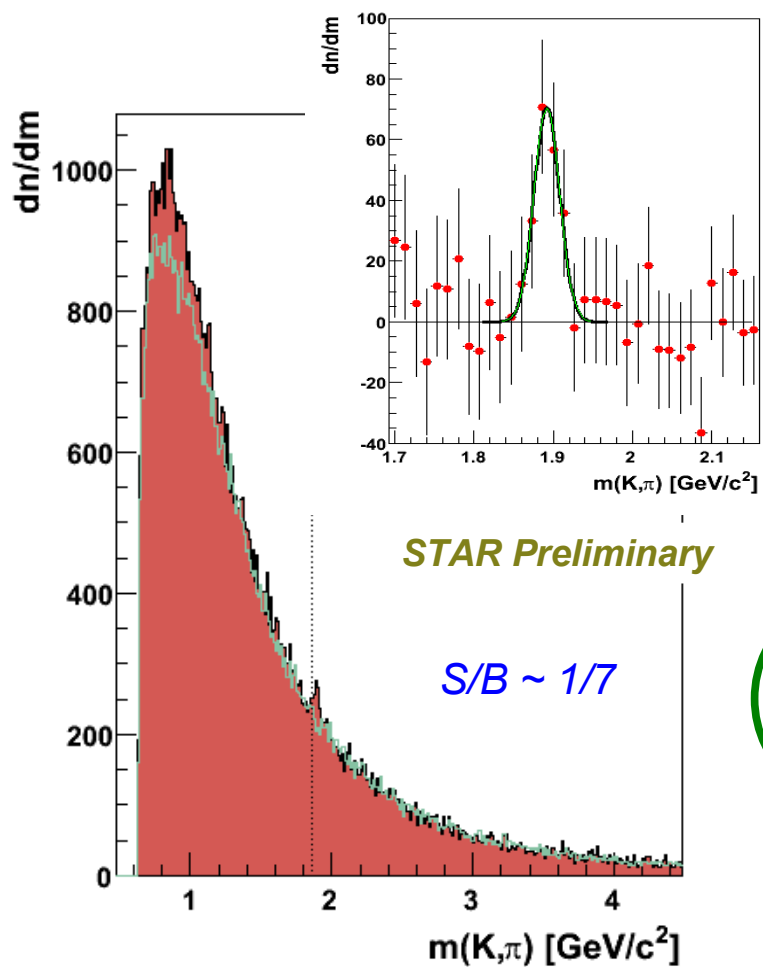 dn/dm
100
80
60
40
20
0
-20
-40
1.7 1.8 1.9 2 2.1
m(K,π) [GeV/c²]
dn/dm
1000
800
600
400
200
0
1 2 3 4
m(K,π) [GeV/c²]
STAR Preliminary
S/B ~ 1/7